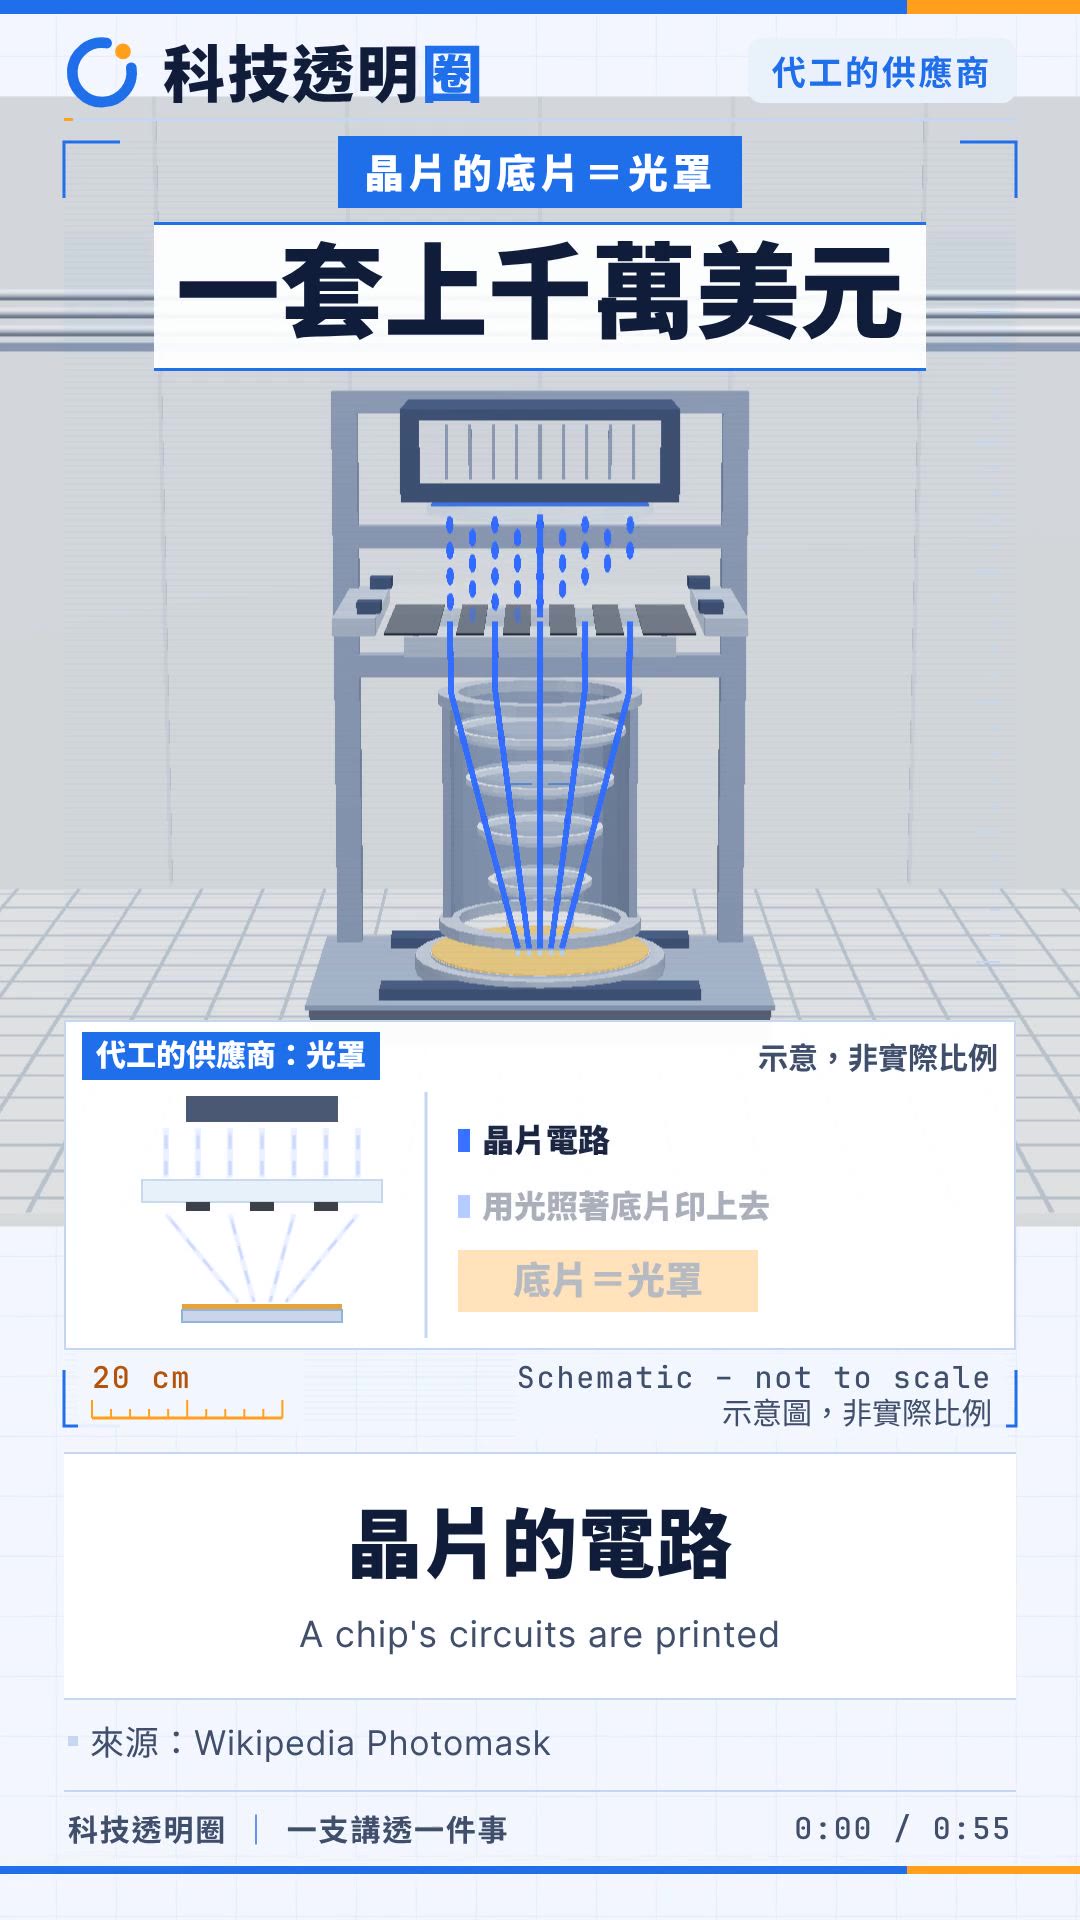 科技透明圈
代工的供應商
晶片的底片＝光罩
一套上千萬美元
代工的供應商：光罩
示意，非實際比例
晶片電路
用光照著底片印上去
底片＝光罩
20 cm
Schematic – not to scale
示意圖，非實際比例
晶片的電路
A chip's circuits are printed
來源：Wikipedia Photomask
科技透明圈｜一支講透一件事
0:00 / 0:55